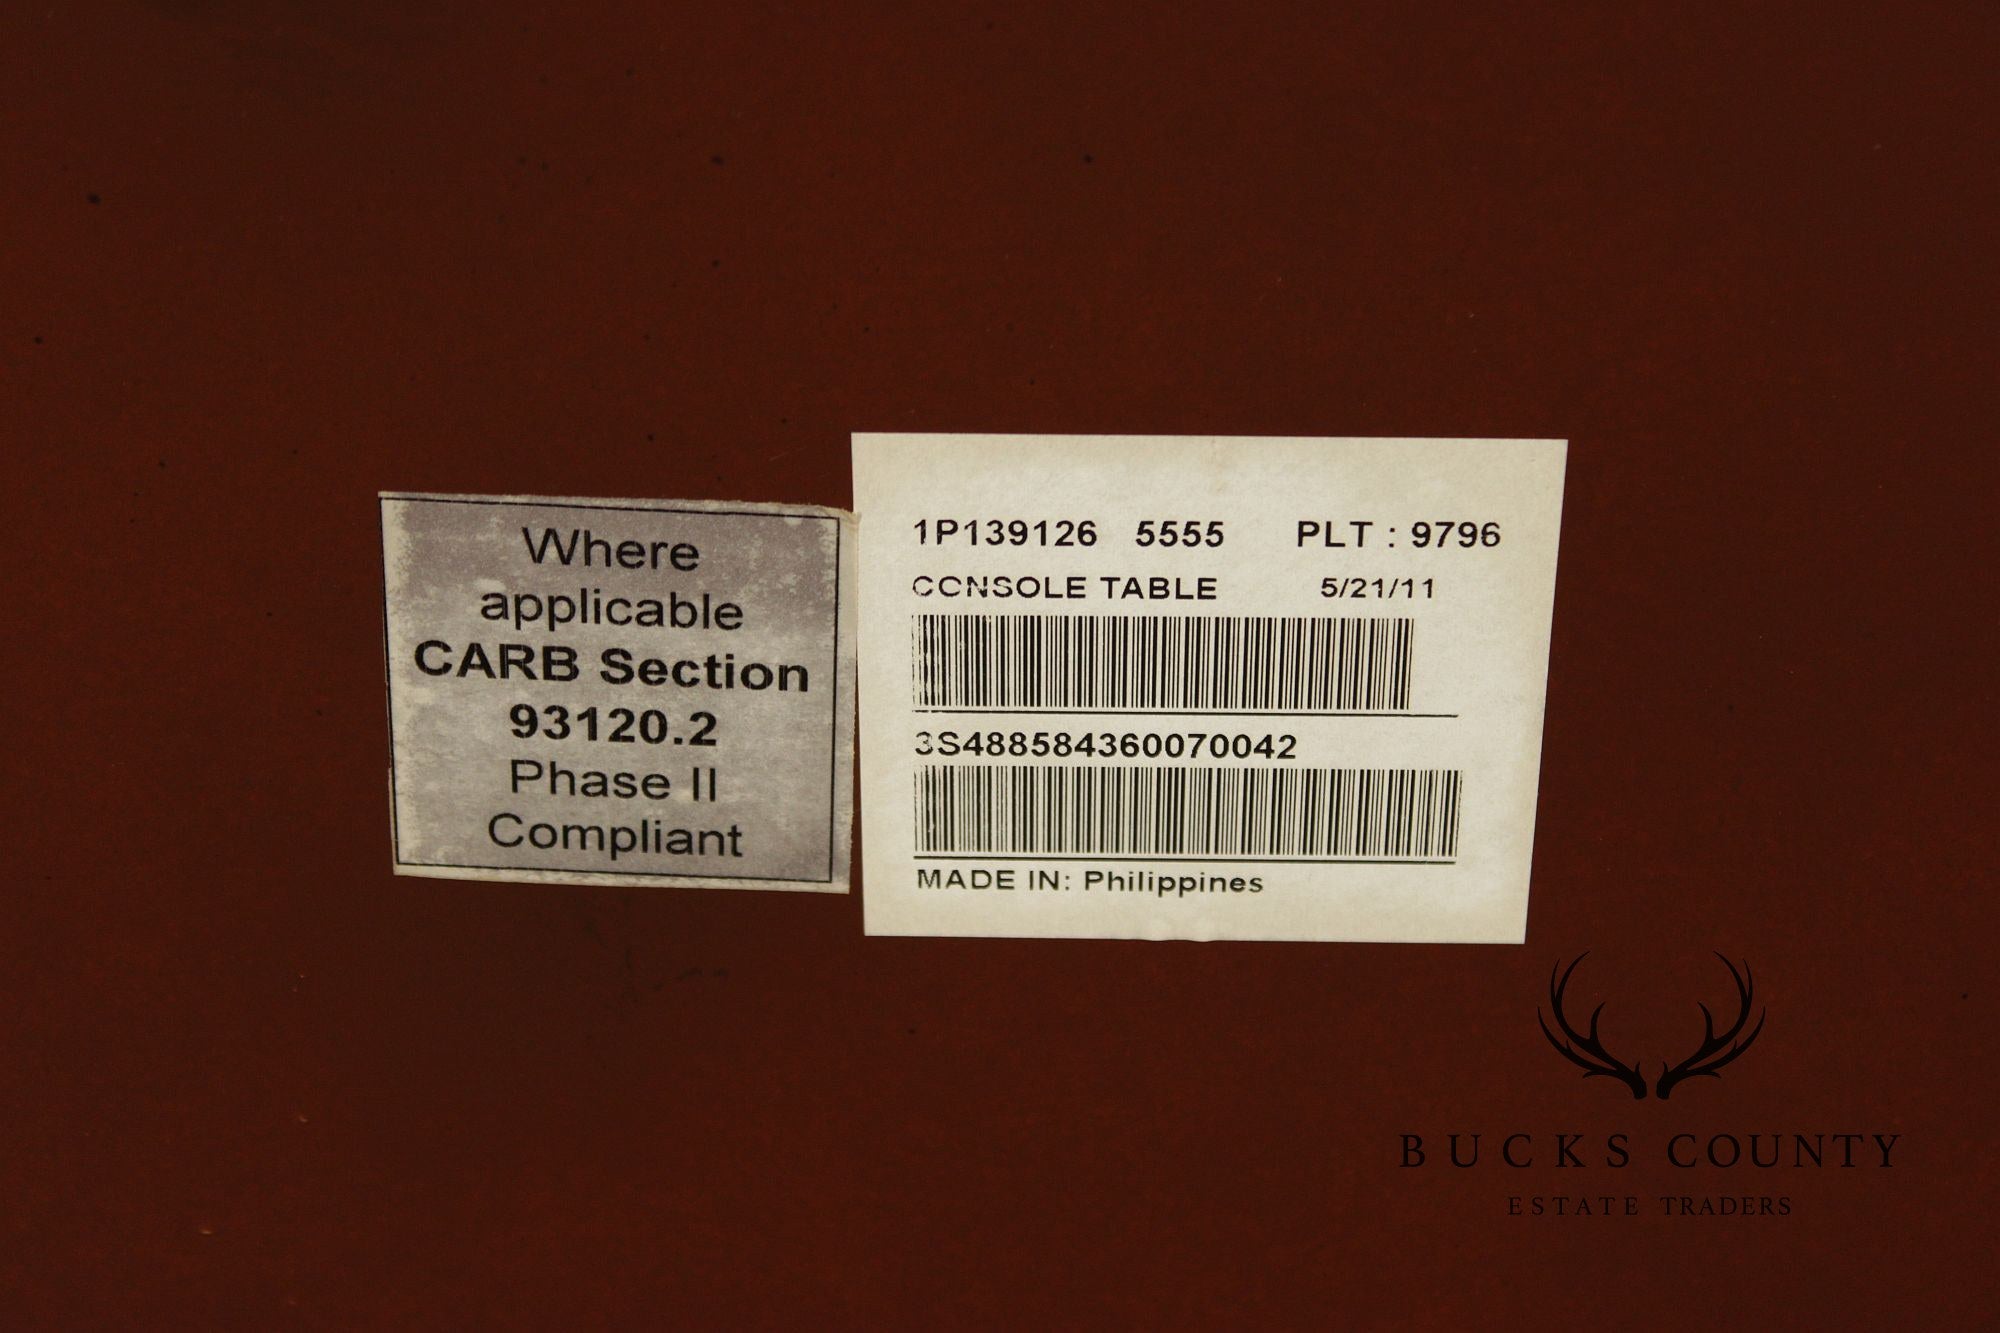 Where
applicable
CARB Section
93120.2
Phase II
Compliant
1P139126 5555 PLT : 9796
CONSOLE TABLE 5/21/11
3S488584360070042
MADE IN: Philippines
BUCKS COUNTY
ESTATE TRADERS